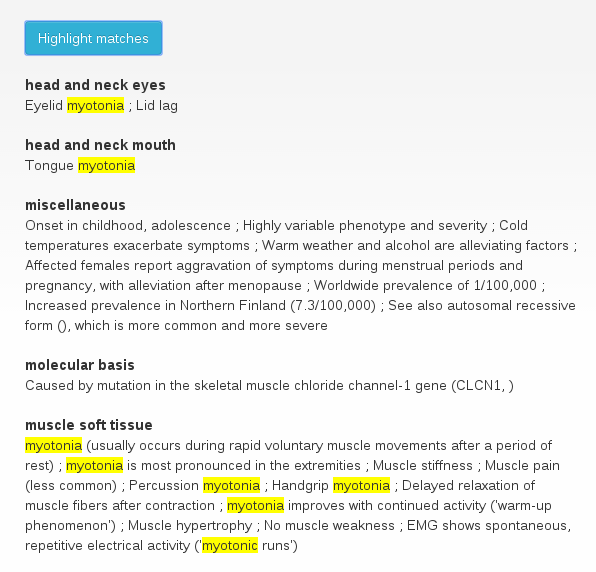 Highlight matches
head and neck eyes
Eyelid myotonia ; Lid lag
head and neck mouth
Tongue myotonia
miscellaneous
Onset in childhood, adolescence ; Highly variable phenotype and severity ; Cold
temperatures exacerbate symptoms ; Warm weather and alcohol are alleviating factors ;
Affected females report aggravation of symptoms during menstrual periods and
pregnancy, with alleviation after menopause ; Worldwide prevalence of 1/100,000 ;
Increased prevalence in Northern Finland (7.3/100,000) ; See also autosomal recessive
form (), which is more common and more severe
molecular basis
Caused by mutation in the skeletal muscle chloride channel-1 gene (CLCN1, )
muscle soft tissue
myotonia (usually occurs during rapid voluntary muscle movements after a period of
rest) ; myotonia is most pronounced in the extremities ; Muscle stiffness ; Muscle pain
(less common) ; Percussion myotonia ; Handgrip myotonia ; Delayed relaxation of
muscle fibers after contraction ; myotonia improves with continued activity ('warm-up
phenomenon') ; Muscle hypertrophy ; No muscle weakness ; EMG shows spontaneous,
repetitive electrical activity ('myotonic runs')